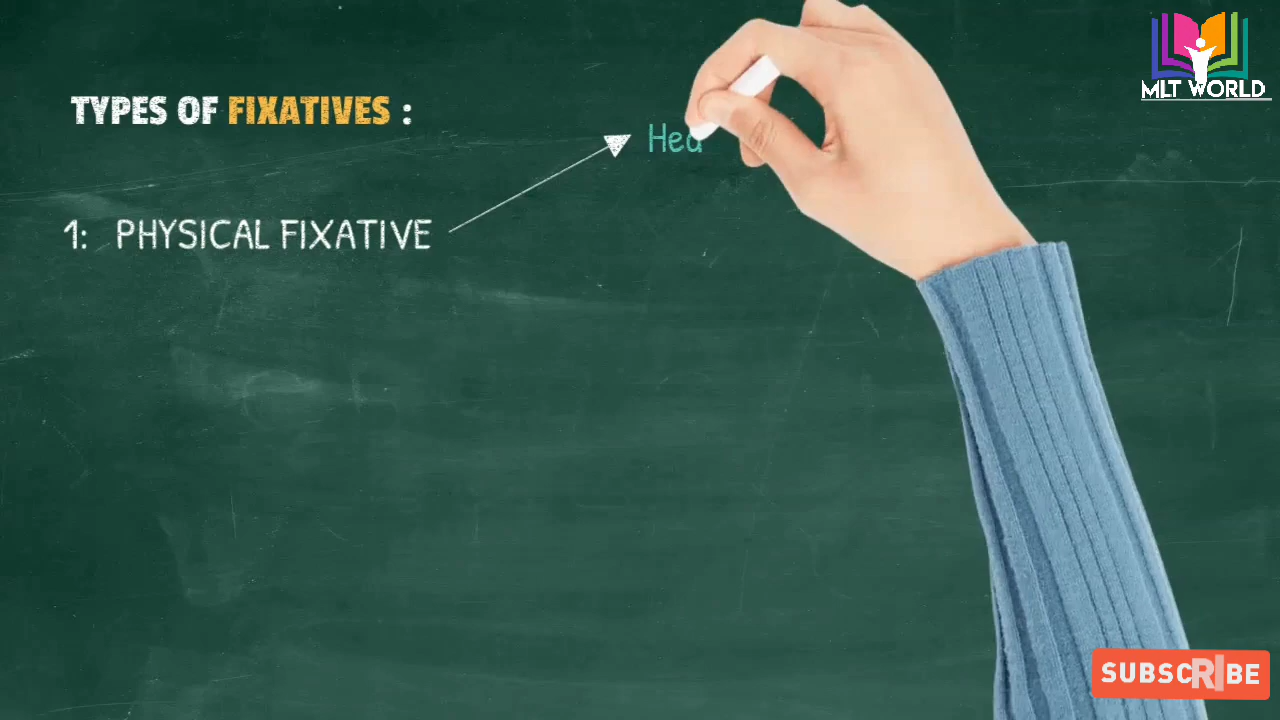 MLT WORLD
TYPES OF FIXATIVES :
Hea
1: PHYSICAL FIXATIVE
SUBSCRIBE